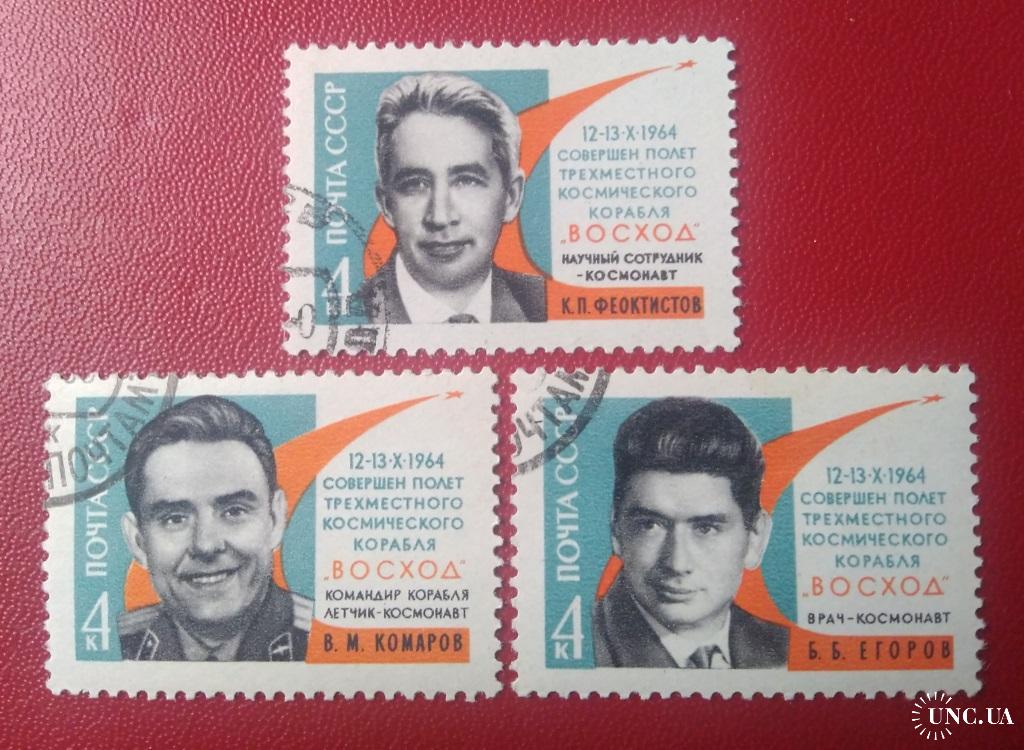 ПОЧТА СССР
4
к
12-13·X·1964
СОВЕРШЕН ПОЛЕТ
ТРЕХМЕСТНОГО
КОСМИЧЕСКОГО
КОРАБЛЯ
„ВОСХОД"
НАУЧНЫЙ СОТРУДНИК
-КОСМОНАВТ
К.П. ФЕОКТИСТОВ
ПОЧТАМ
ПОЧТА СССР
4
к
12-13·X·1964
СОВЕРШЕН ПОЛЕТ
ТРЕХМЕСТНОГО
КОСМИЧЕСКОГО
КОРАБЛЯ
„ВОСХОД"
КОМАНДИР КОРАБЛЯ
ЛЕТЧИК-КОСМОНАВТ
В. М. КОМАРОВ
ОЧТАМ
ПОЧТА СССР
4
к
12-13·X·1964
СОВЕРШЕН ПОЛЕТ
ТРЕХМЕСТНОГО
КОСМИЧЕСКОГО
КОРАБЛЯ
„ВОСХОД"
ВРАЧ-КОСМОНАВТ
Б. Б. ЕГОРОВ
UNC.UA